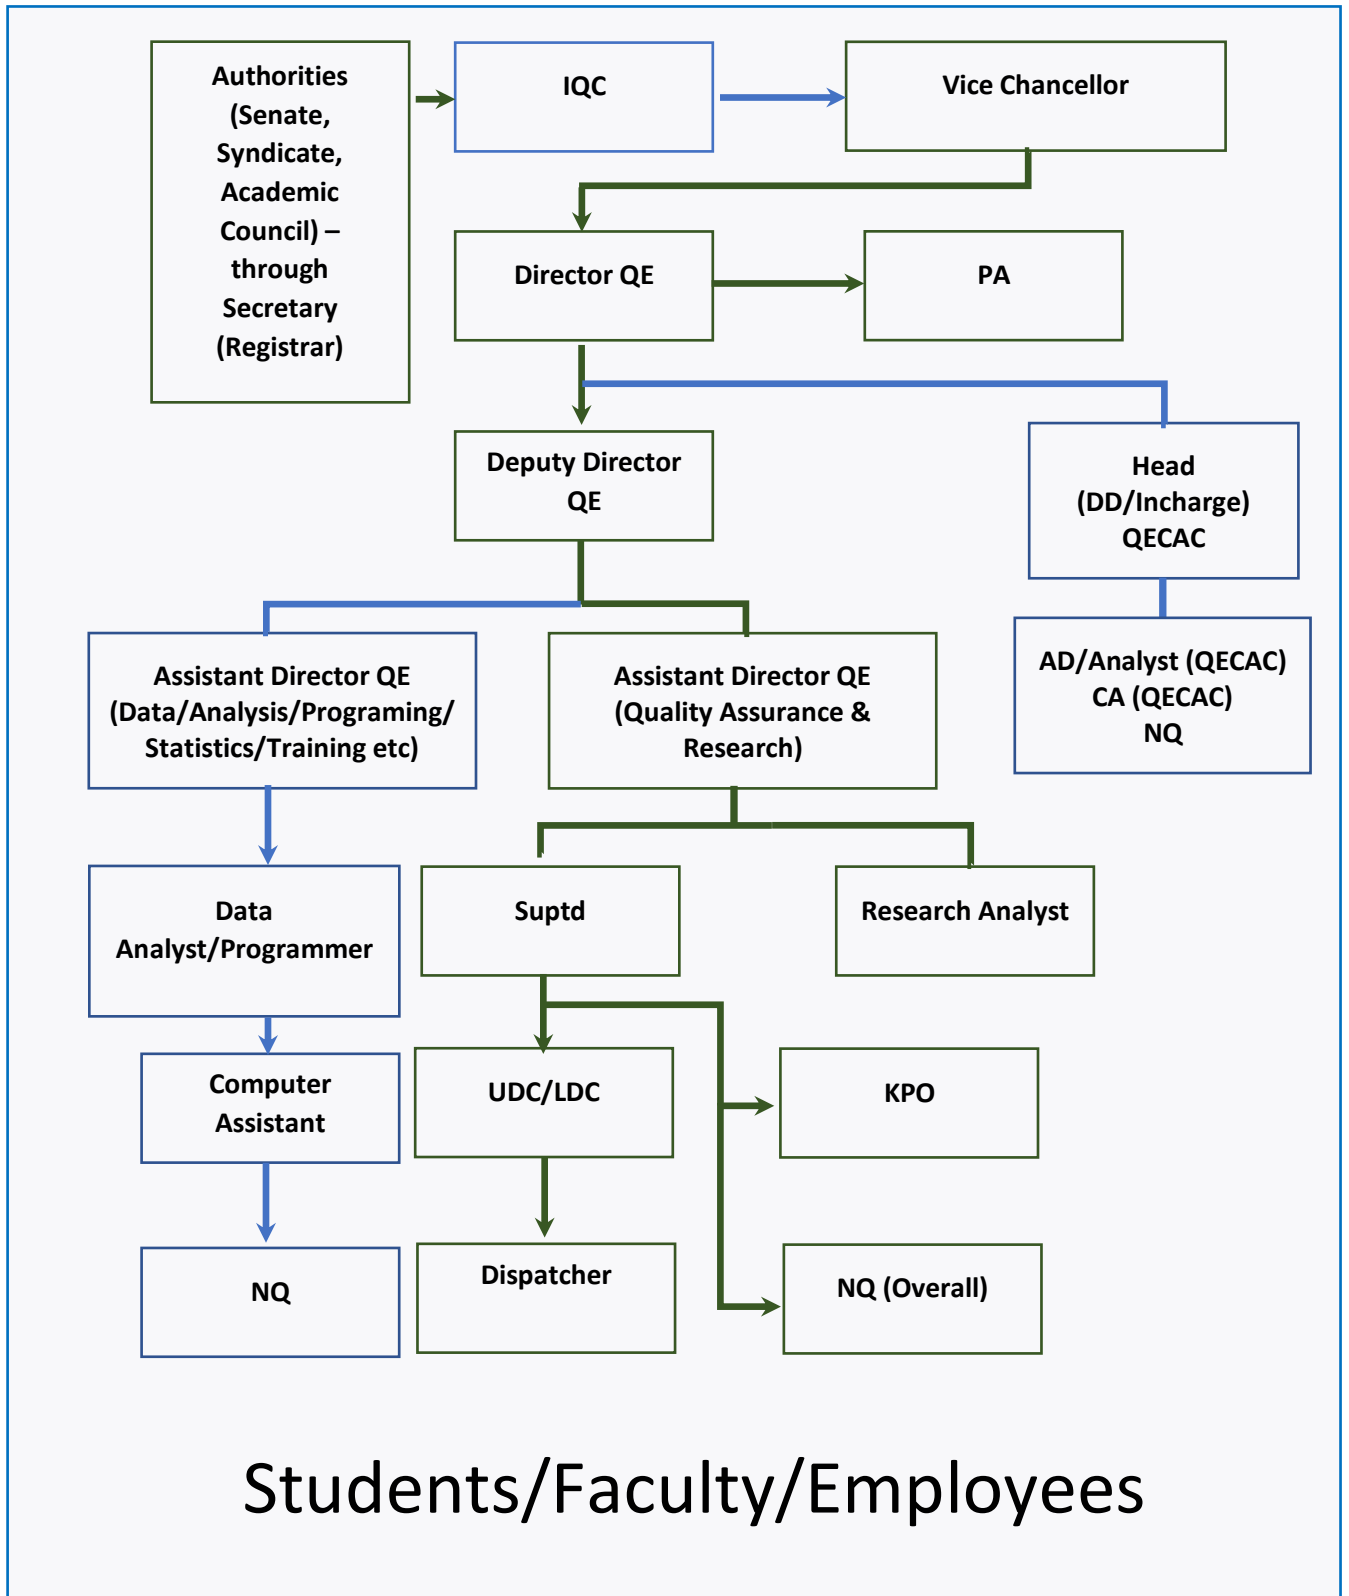 Authorities
(Senate,
Syndicate,
Academic
Council) –
through
Secretary
(Registrar)
IQC
Vice Chancellor
Director QE
PA
Deputy Director
QE
Head
(DD/Incharge)
QECAC
Assistant Director QE
(Data/Analysis/Programing/
Statistics/Training etc)
Assistant Director QE
(Quality Assurance &
Research)
AD/Analyst (QECAC)
CA (QECAC)
NQ
Data
Analyst/Programmer
Suptd
Research Analyst
Computer
Assistant
UDC/LDC
KPO
NQ
Dispatcher
NQ (Overall)
Students/Faculty/Employees